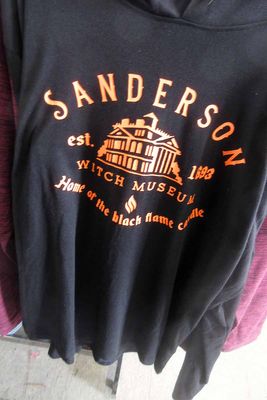 SANDERSON
est. 1693
WITCH MUSEUM
Home of the black flame candle